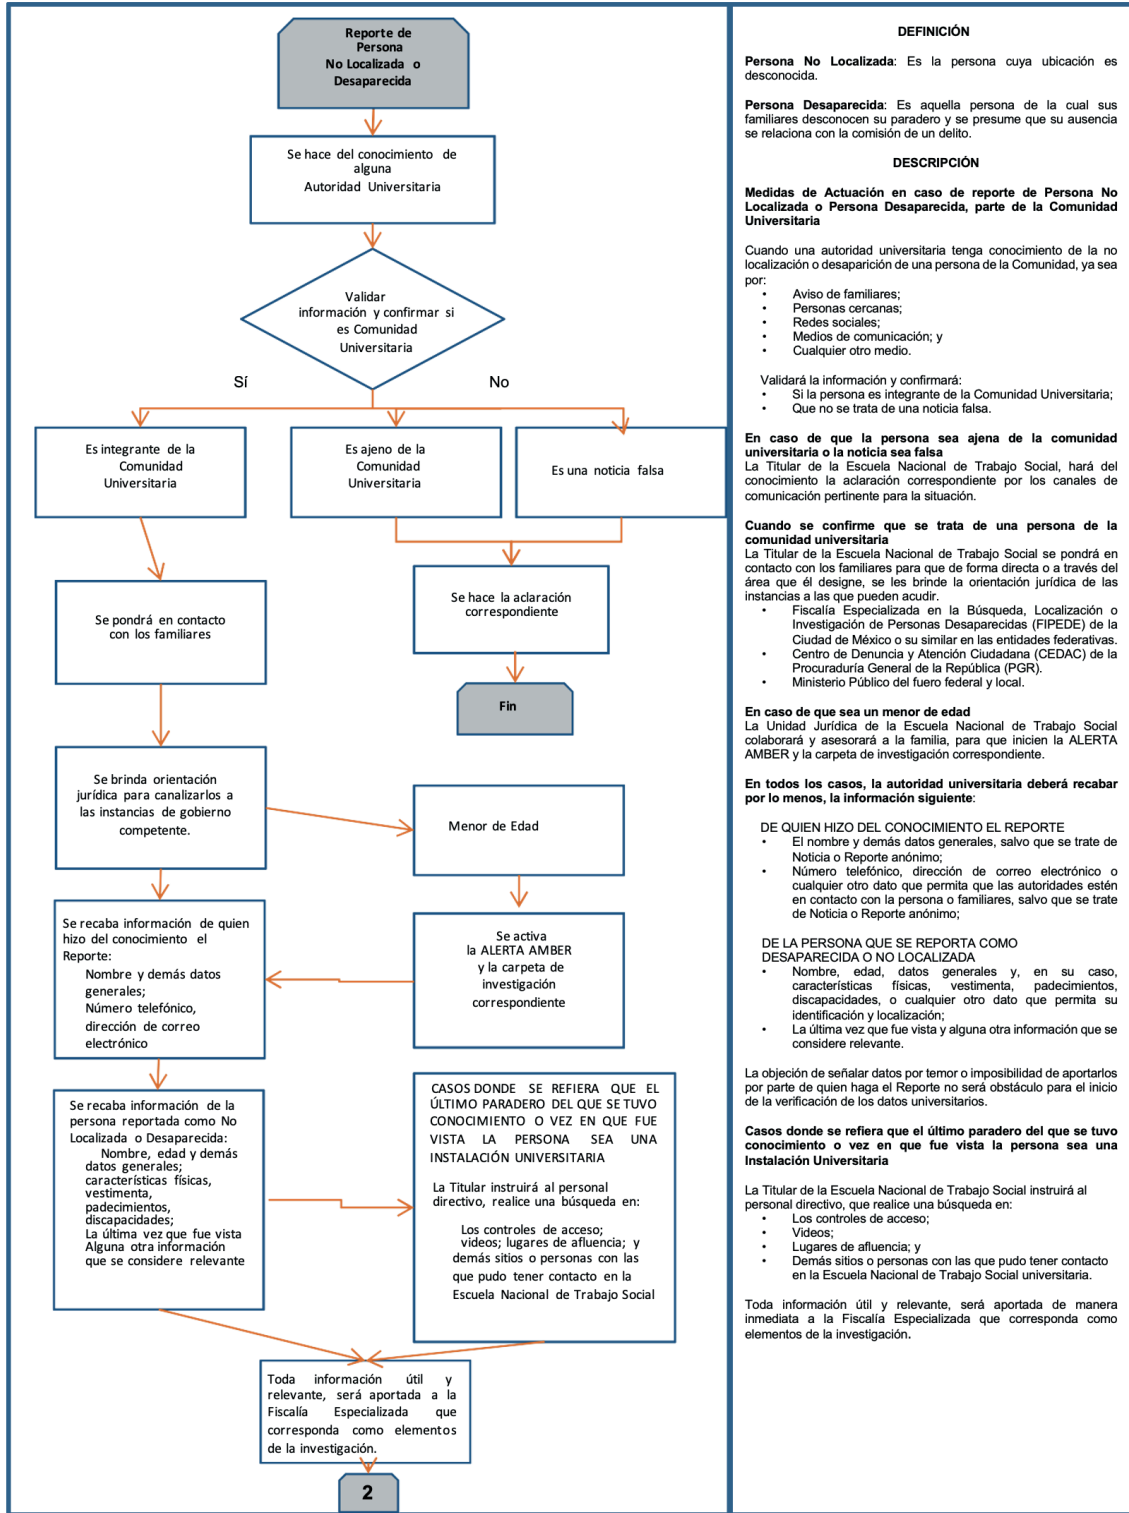 Reporte de
Persona
No Localizada o
Desaparecida
Se hace del conocimiento de
alguna
Autoridad Universitaria
Validar
información y confirmar si
es Comunidad
Universitaria
Sí
No
Es integrante de la
Comunidad
Universitaria
Es ajeno de la
Comunidad
Universitaria
Es una noticia falsa
Se pondrá en contacto
con los familiares
Se hace la aclaración
correspondiente
Fin
Se brinda orientación
jurídica para canalizarlos a
las instancias de gobierno
competente.
Menor de Edad
Se recaba información de quien
hizo del conocimiento el
Reporte:
Nombre y demás datos
generales;
Número telefónico,
dirección de correo
electrónico
Se activa
la ALERTA AMBER
y la carpeta de
investigación
correspondiente
Se recaba información de la
persona reportada como No
Localizada o Desaparecida:
Nombre, edad y demás
datos generales;
características físicas,
vestimenta,
padecimientos,
discapacidades;
La última vez que fue vista
Alguna otra información
que se considere relevante
CASOS DONDE SE REFIERA QUE EL
ÚLTIMO PARADERO DEL QUE SE TUVO
CONOCIMIENTO O VEZ EN QUE FUE
VISTA LA PERSONA SEA UNA
INSTALACIÓN UNIVERSITARIA
La Titular instruirá al personal
directivo, realice una búsqueda en:
Los controles de acceso;
videos; lugares de afluencia; y
demás sitios o personas con las
que pudo tener contacto en la
Escuela Nacional de Trabajo Social
Toda información útil y
relevante, será aportada a la
Fiscalía Especializada que
corresponda como elementos
de la investigación.
2
DEFINICIÓN
Persona No Localizada: Es la persona cuya ubicación es
desconocida.
Persona Desaparecida: Es aquella persona de la cual sus
familiares desconocen su paradero y se presume que su ausencia
se relaciona con la comisión de un delito.
DESCRIPCIÓN
Medidas de Actuación en caso de reporte de Persona No
Localizada o Persona Desaparecida, parte de la Comunidad
Universitaria
Cuando una autoridad universitaria tenga conocimiento de la no
localización o desaparición de una persona de la Comunidad, ya sea
por:
• Aviso de familiares;
• Personas cercanas;
• Redes sociales;
• Medios de comunicación; y
• Cualquier otro medio.
Validará la información y confirmará:
• Si la persona es integrante de la Comunidad Universitaria;
• Que no se trata de una noticia falsa.
En caso de que la persona sea ajena de la comunidad
universitaria o la noticia sea falsa
La Titular de la Escuela Nacional de Trabajo Social, hará del
conocimiento la aclaración correspondiente por los canales de
comunicación pertinente para la situación.
Cuando se confirme que se trata de una persona de la
comunidad universitaria
La Titular de la Escuela Nacional de Trabajo Social se pondrá en
contacto con los familiares para que de forma directa o a través del
área que él designe, se les brinde la orientación jurídica de las
instancias a las que pueden acudir.
• Fiscalía Especializada en la Búsqueda, Localización o
Investigación de Personas Desaparecidas (FIPEDE) de la
Ciudad de México o su similar en las entidades federativas.
• Centro de Denuncia y Atención Ciudadana (CEDAC) de la
Procuraduría General de la República (PGR).
• Ministerio Público del fuero federal y local.
En caso de que sea un menor de edad
La Unidad Jurídica de la Escuela Nacional de Trabajo Social
colaborará y asesorará a la familia, para que inicien la ALERTA
AMBER y la carpeta de investigación correspondiente.
En todos los casos, la autoridad universitaria deberá recabar
por lo menos, la información siguiente:
DE QUIEN HIZO DEL CONOCIMIENTO EL REPORTE
• El nombre y demás datos generales, salvo que se trate de
Noticia o Reporte anónimo;
• Número telefónico, dirección de correo electrónico o
cualquier otro dato que permita que las autoridades estén
en contacto con la persona o familiares, salvo que se trate
de Noticia o Reporte anónimo;
DE LA PERSONA QUE SE REPORTA COMO
DESAPARECIDA O NO LOCALIZADA
• Nombre, edad, datos generales y, en su caso,
características físicas, vestimenta, padecimientos,
discapacidades, o cualquier otro dato que permita su
identificación y localización;
• La última vez que fue vista y alguna otra información que se
considere relevante.
La objeción de señalar datos por temor o imposibilidad de aportarlos
por parte de quien haga el Reporte no será obstáculo para el inicio
de la verificación de los datos universitarios.
Casos donde se refiera que el último paradero del que se tuvo
conocimiento o vez en que fue vista la persona sea una
Instalación Universitaria
La Titular de la Escuela Nacional de Trabajo Social instruirá al
personal directivo, que realice una búsqueda en:
• Los controles de acceso;
• Videos;
• Lugares de afluencia; y
• Demás sitios o personas con las que pudo tener contacto
en la Escuela Nacional de Trabajo Social universitaria.
Toda información útil y relevante, será aportada de manera
inmediata a la Fiscalía Especializada que corresponda como
elementos de la investigación.